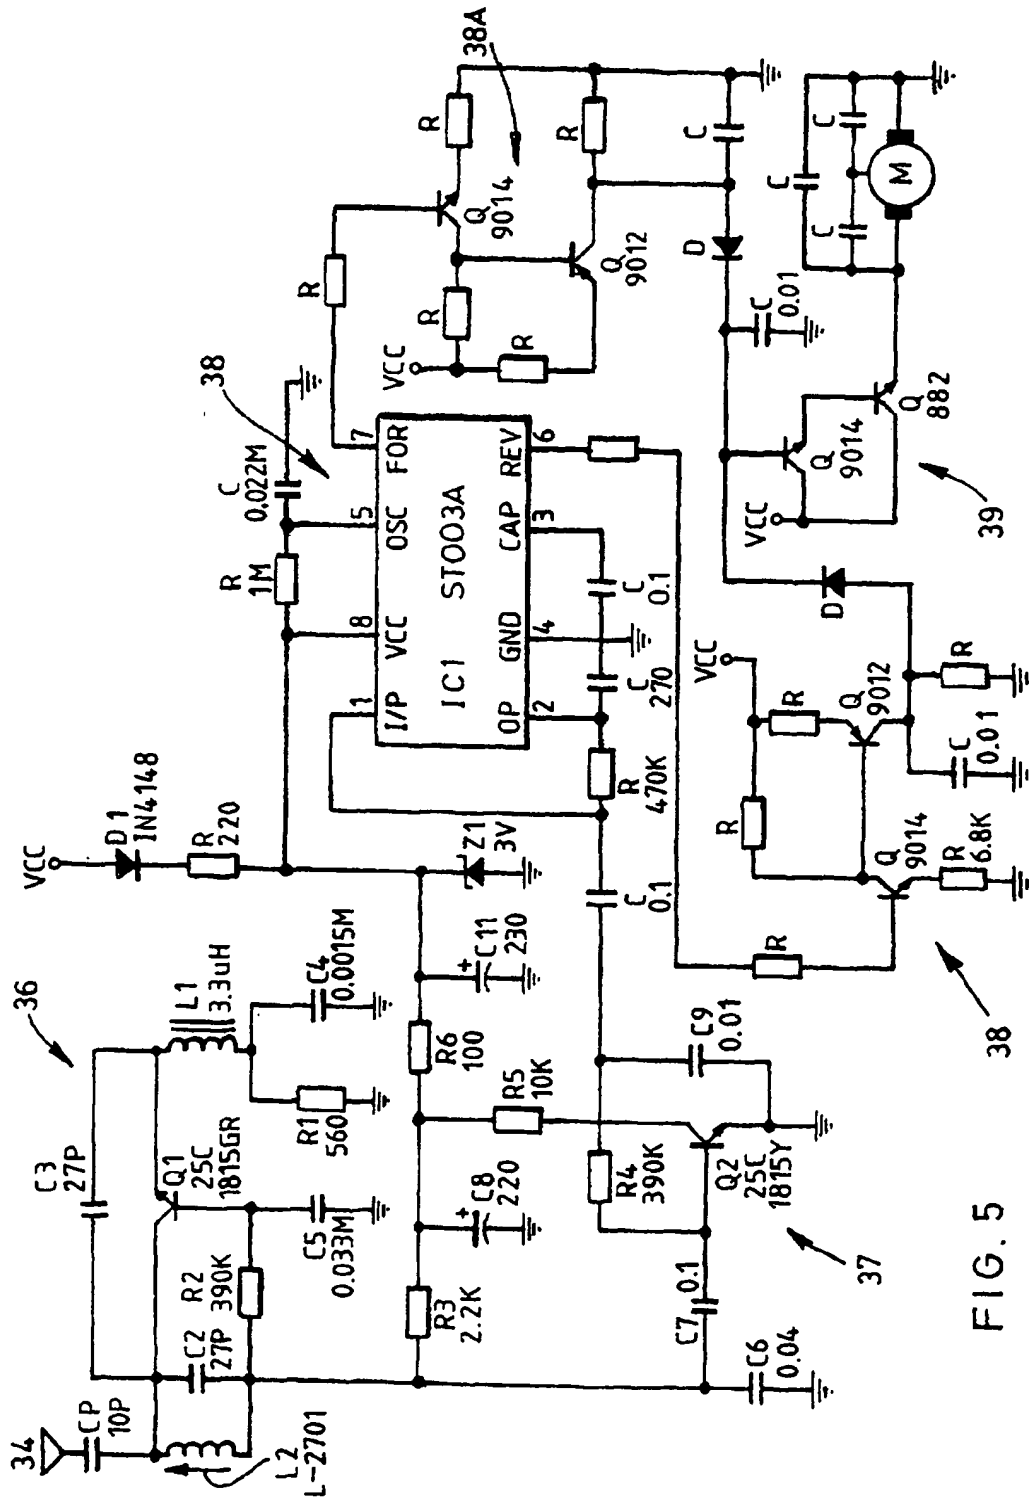 34
CP
10P
L2
L-2701
C3
27P
C2
27P
R2
390K
Q1
25C
1815GR
C5
0.033M
36
L1
3.3uH
R1
560
C4
0.0015M
VCC
D1
IN4148
R
220
R3
2.2K
C8
220
R6
100
C11
230
Z1
3V
R5
10K
C6
0.04
C7
0.1
R4
390K
Q2
25C
1815Y
C9
0.01
37
C
0.1
R
470K
C
270
C
0.1
R
1M
C
0.022M
38
1
8
5
7
I/P
VCC
OSC
FOR
IC1
ST003A
OP
GND
CAP
REV
2
4
3
6
R
R
Q
9014
38A
VCC
R
R
Q
9012
R
C
D
C
0.01
C
C
C
M
VCC
Q
9014
Q
882
39
D
VCC
R
R
Q
9012
R
C
0.01
Q
9014
R
6.8K
R
38
FIG. 5